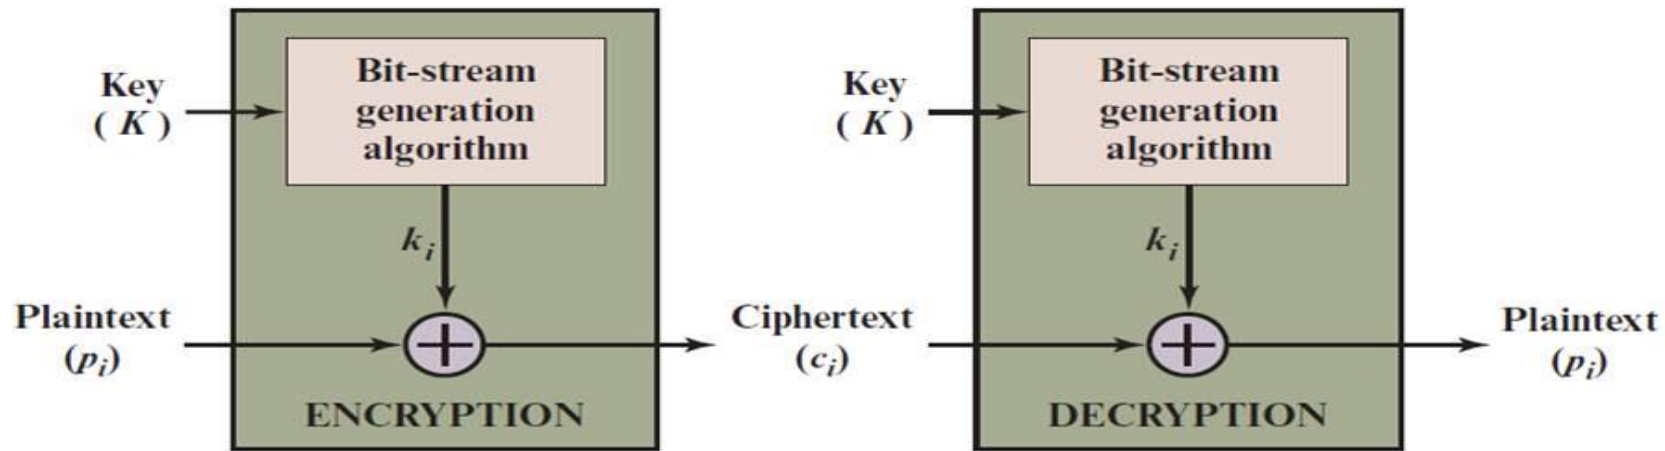 Key
( K )
Bit-stream
generation
algorithm
k i
Plaintext
(p i)
ENCRYPTION
Ciphertext
(c i)
Key
( K )
Bit-stream
generation
algorithm
k i
DECRYPTION
Plaintext
(p i)